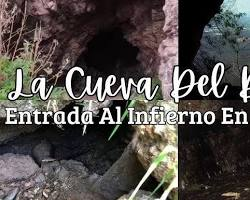 La Cueva Del
Entrada Al Infierno En